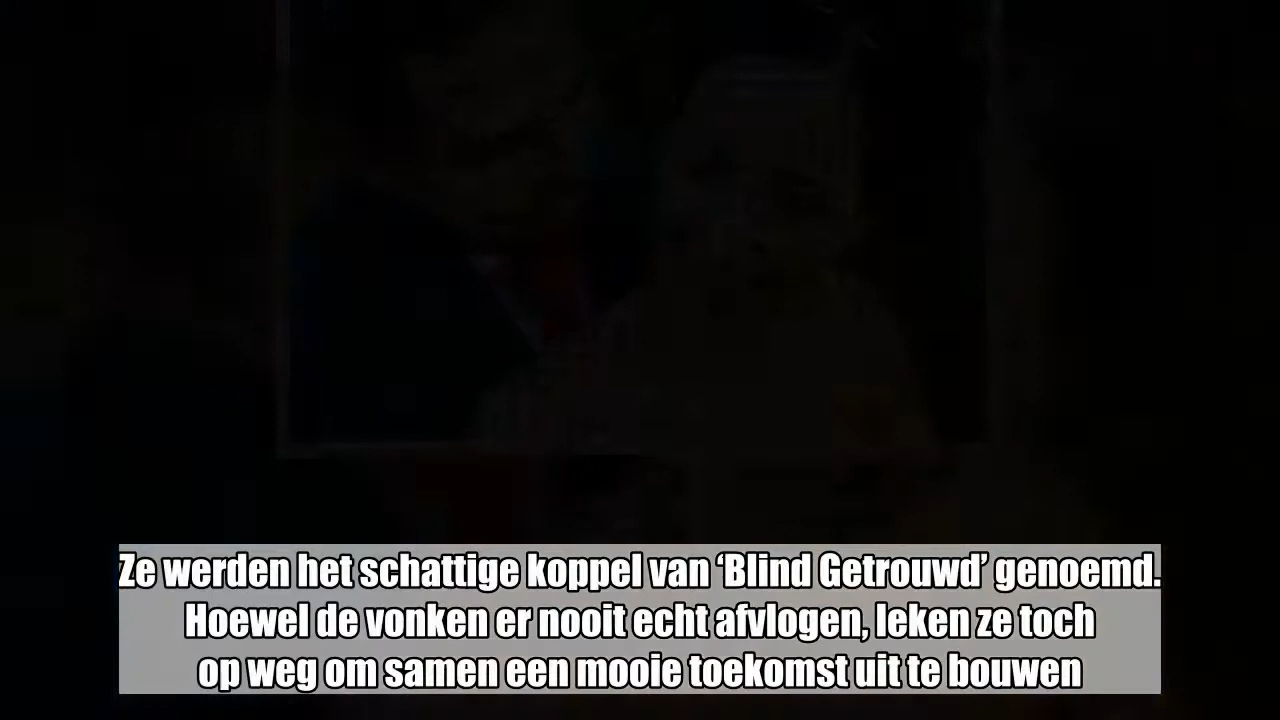 Ze werden het schattige koppel van ‘Blind Getrouwd’ genoemd.
Hoewel de vonken er nooit echt afvlogen, leken ze toch
op weg om samen een mooie toekomst uit te bouwen